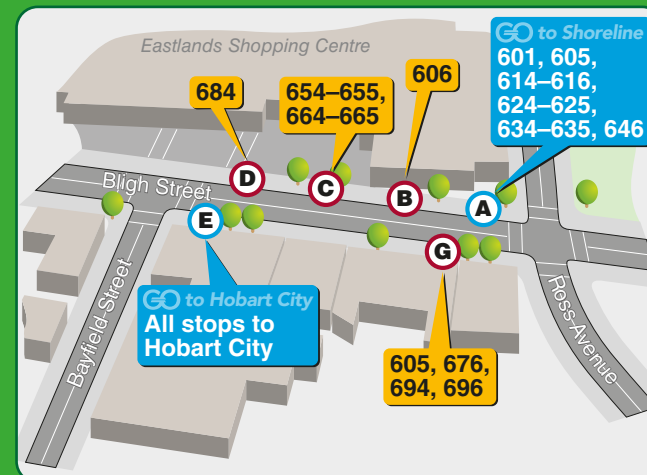 Eastlands Shopping Centre
GO to Shoreline
601, 605,
614–616,
624–625,
634–635, 646
606
654–655,
664–665
684
Bligh Street
D
C
B
A
E
G
GO to Hobart City
All stops to
Hobart City
605, 676,
694, 696
Bayfield Street
Ross Avenue